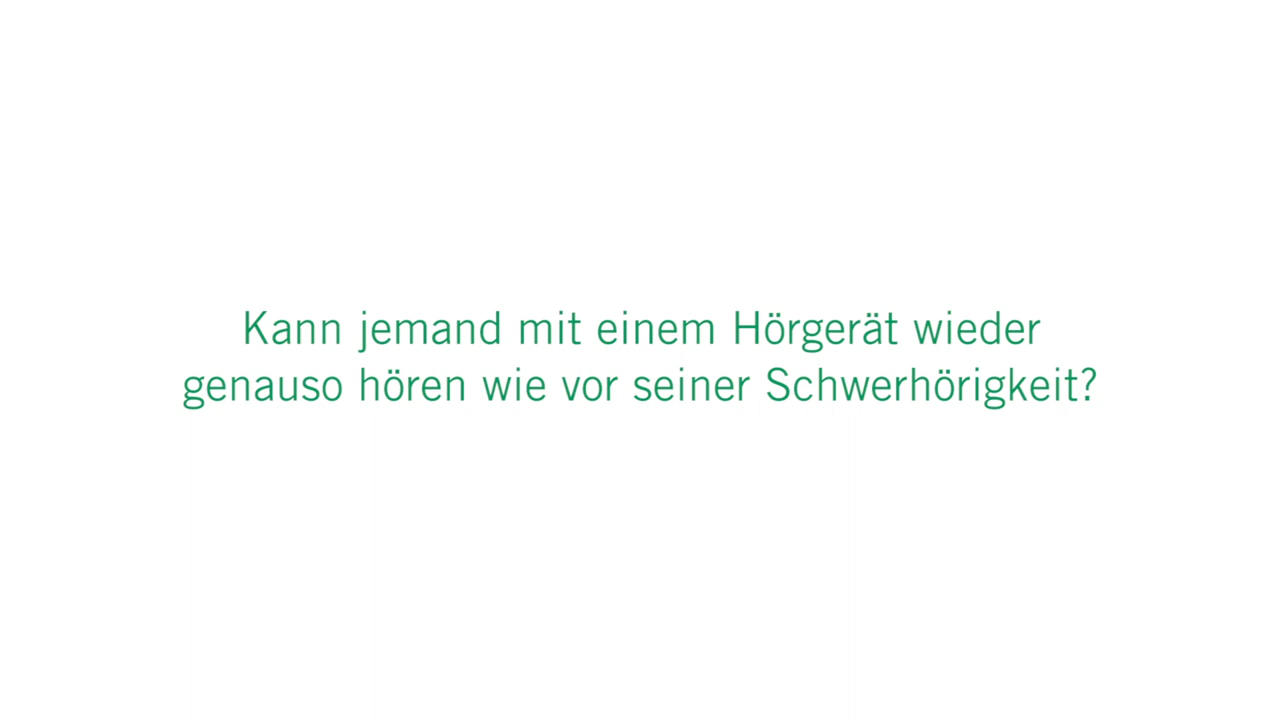 Kann jemand mit einem Hörgerät wieder
genauso hören wie vor seiner Schwerhörigkeit?